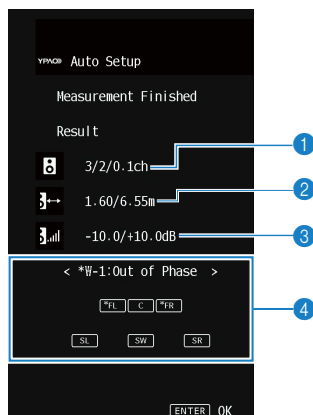 YPAO Auto Setup
Measurement Finished
Result
3/2/0.1ch
1
1.60/6.55m
2
-10.0/+10.0dB
3
< *W-1:Out of Phase >
*FL C *FR
4
SL SW SR
ENTER OK